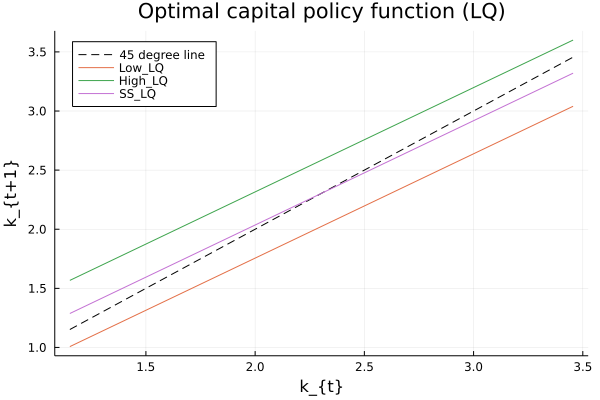 Optimal capital policy function (LQ)
45 degree line
Low_LQ
High_LQ
SS_LQ
3.5
3.0
2.5
2.0
1.5
1.0
k_{t+1}
1.5 2.0 2.5 3.0 3.5
k_{t}